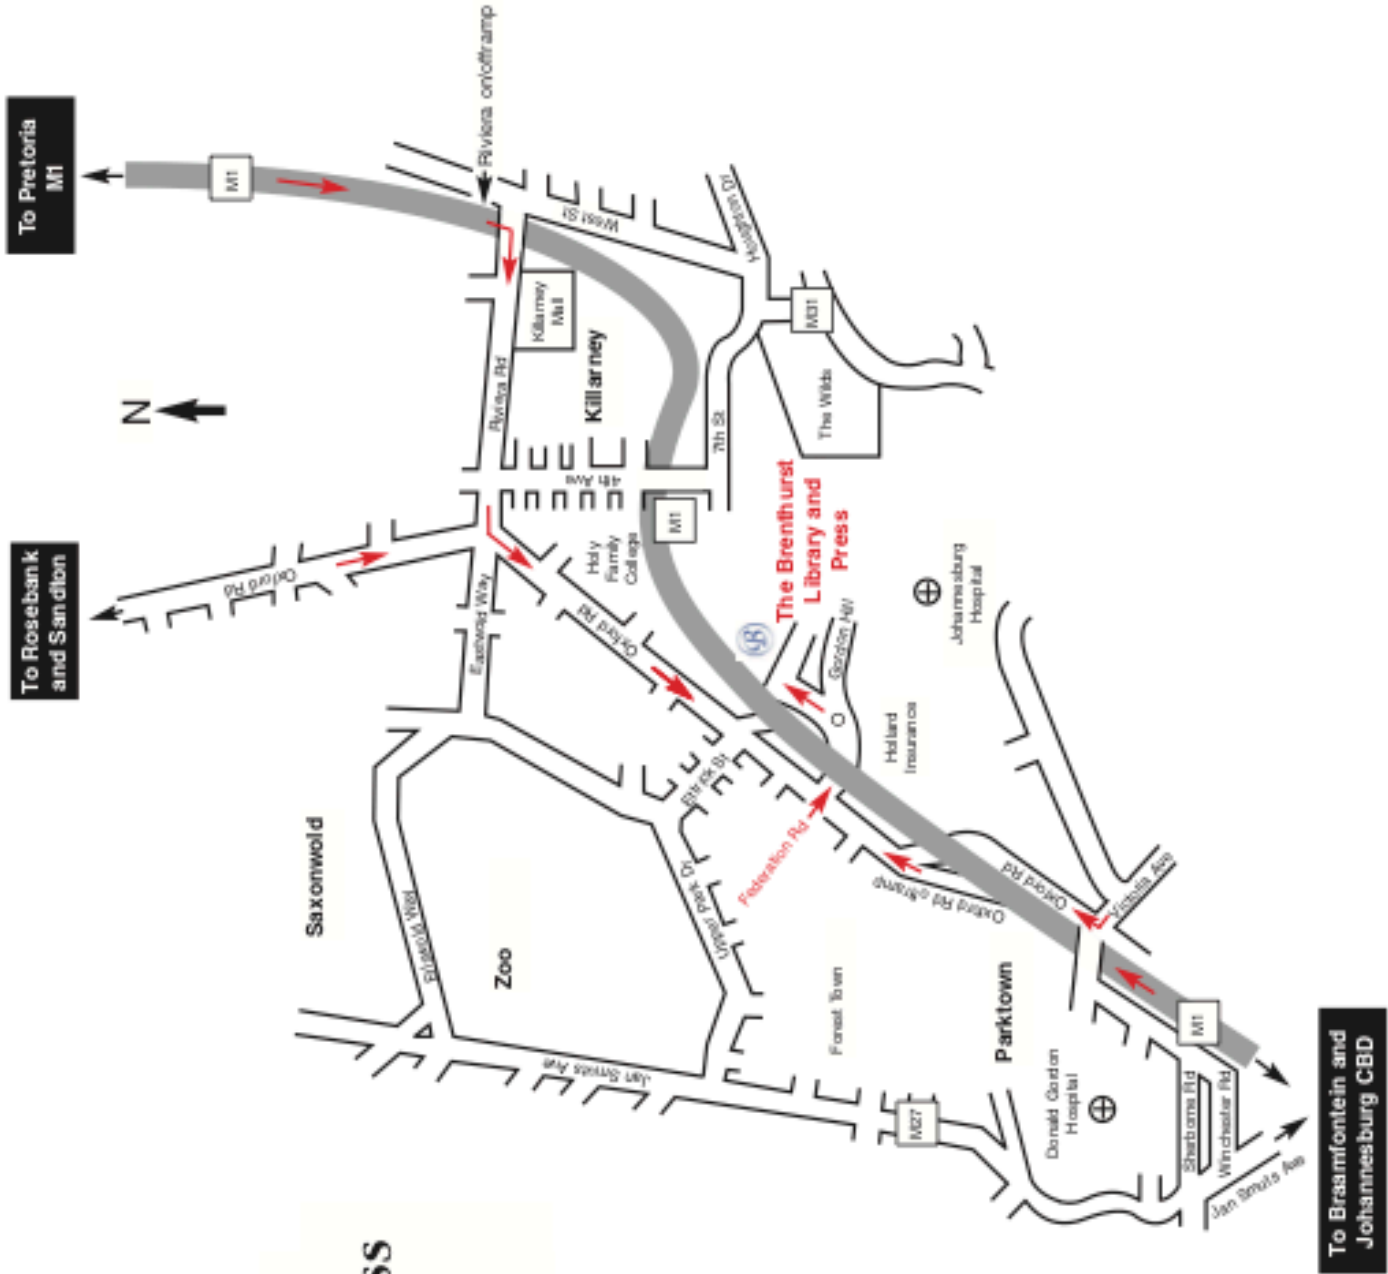 To Pretoria
M1
M1
Riviera on/offramp
West St
Houghton Dr
M31
Killarney
Mall
Killarney
Riviera Rd
N
The Wilds
7th St
4th Ave
M1
The Brenthurst
Library and
Press
Holy
Family
College
Johannesburg
Hospital
To Rosebank
and Sandton
Oxford Rd
Eastwold Way
Oxford Rd
Gordon Hill
Hollard
Insurance
Saxonwold
Erlswold Way
Zoo
Upper Park Dr
Federation Rd
Oxford Rd offramp
Oxford Rd
Victoria Ave
Forest Town
Parktown
Jan Smuts Ave
M27
Donald Gordon
Hospital
M1
Sherborne Rd
Winchester Rd
Jan Smuts Ave
To Braamfontein and
Johannesburg CBD
ss